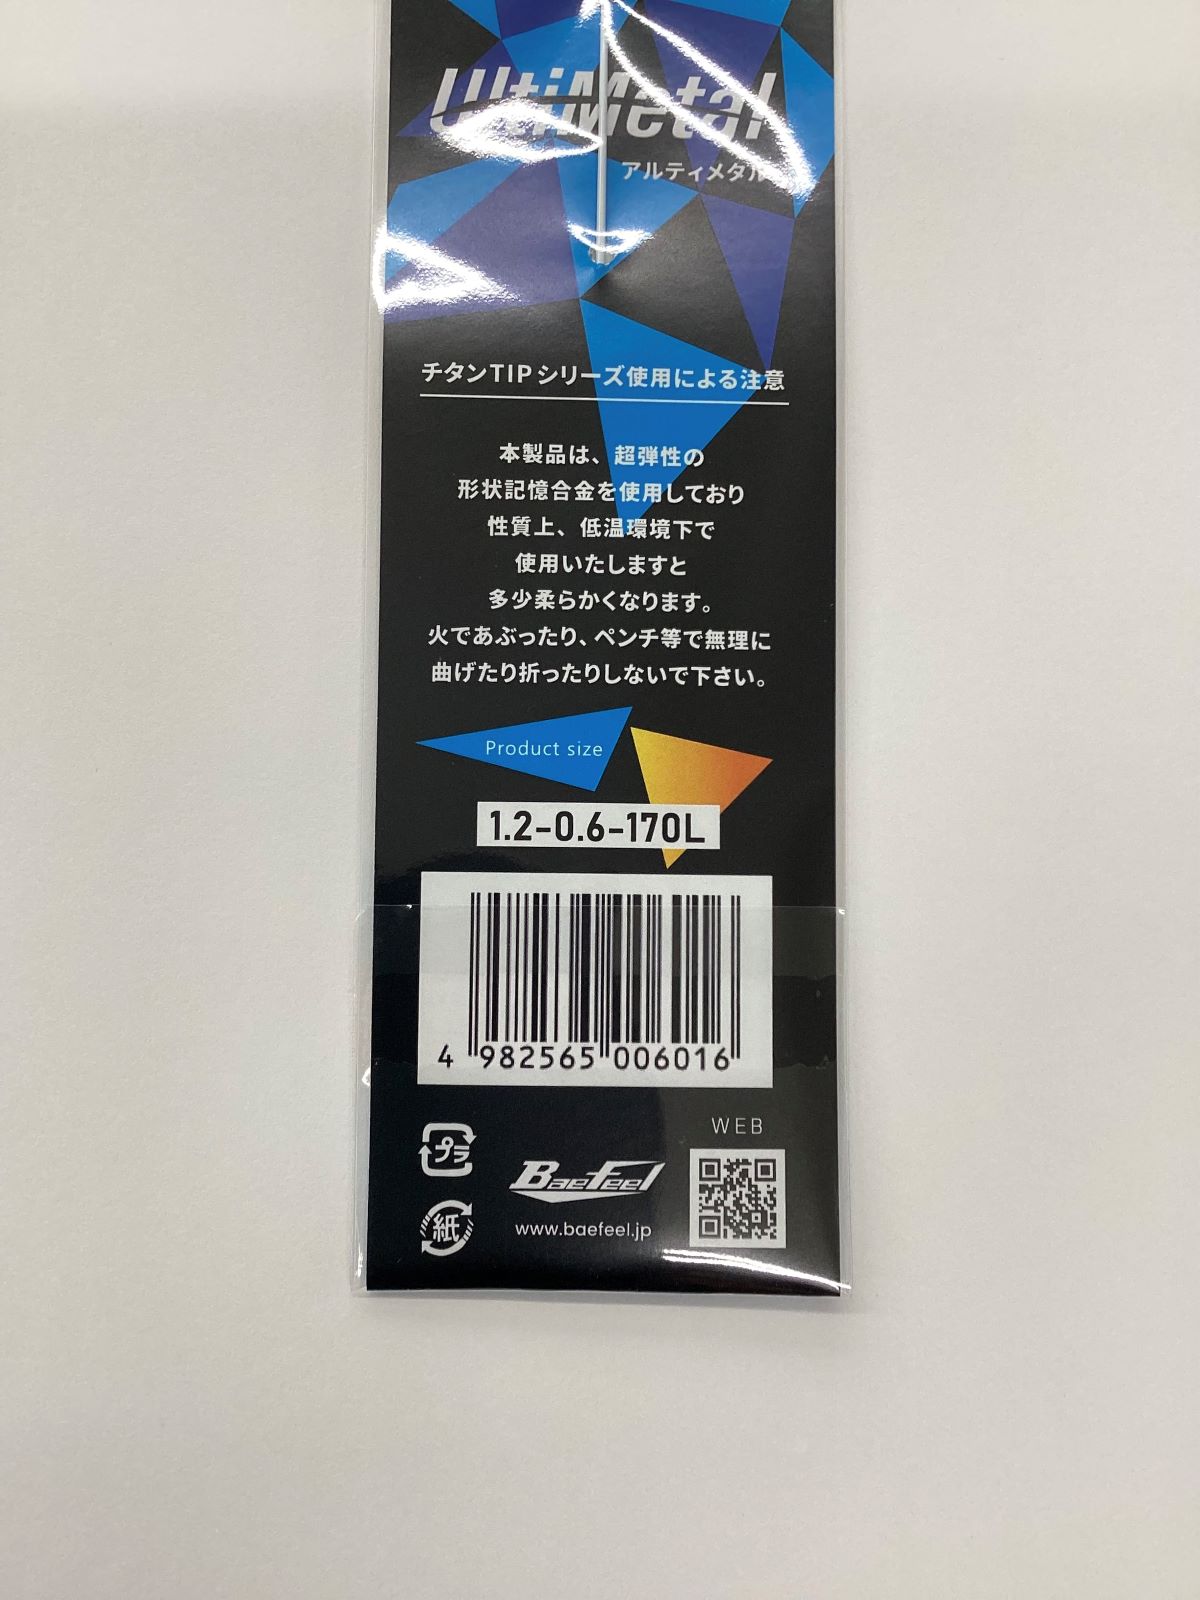 UltiMetal
アルティメタル
チタンTIPシリーズ使用による注意
本製品は、超弾性の
形状記憶合金を使用しており
性質上、低温環境下で
使用いたしますと
多少柔らかくなります。
火であぶったり、ペンチ等で無理に
曲げたり折ったりしないで下さい。
Product size
1.2-0.6-170L
4 982565 006016
WEB
プラ
BaeFeel
紙
www.baefeel.jp